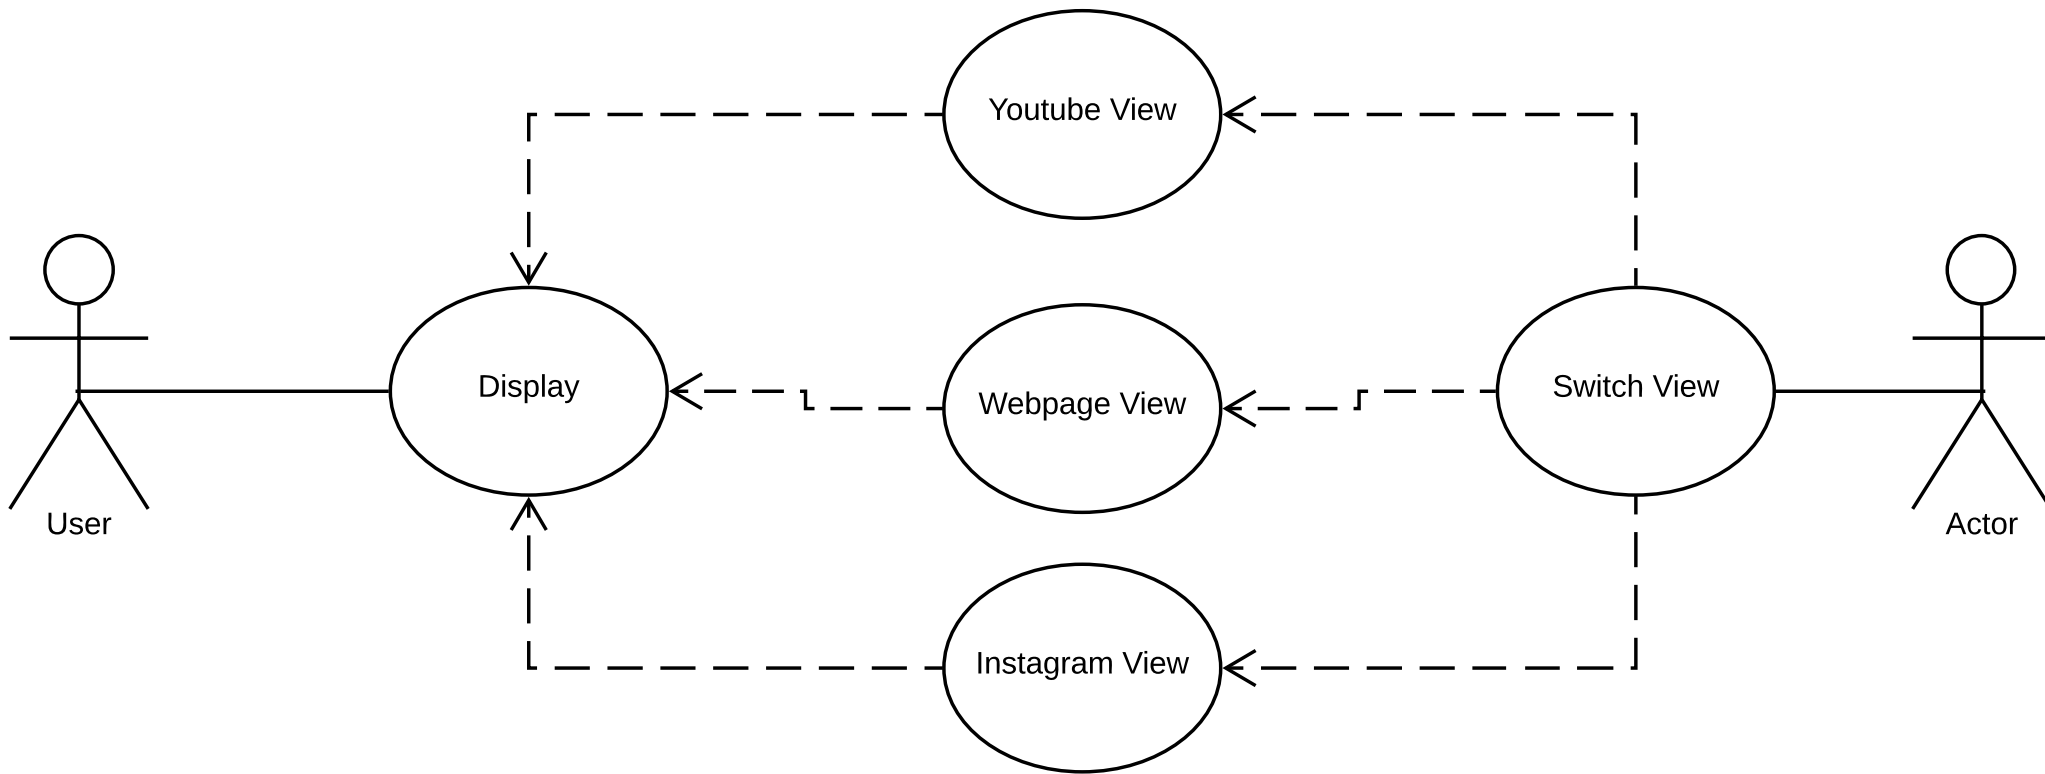 Youtube View
Display
Webpage View
Switch View
User
Actor
Instagram View